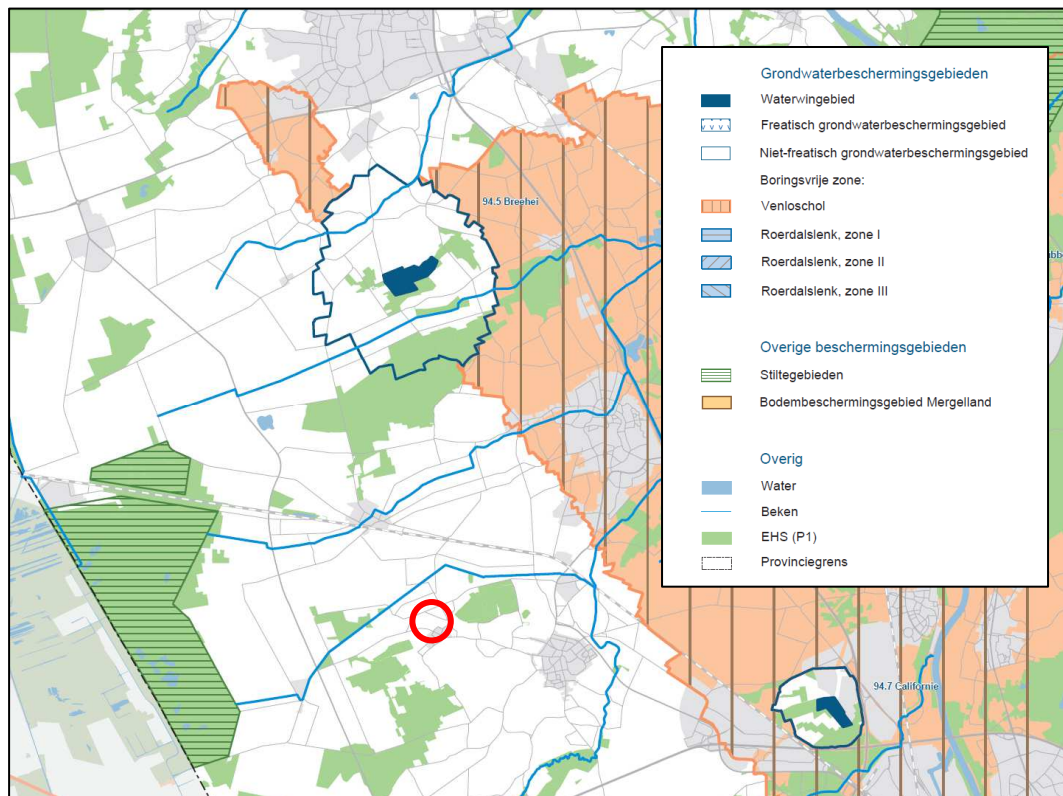 Grondwaterbeschermingsgebieden
Waterwingebied
Freatisch grondwaterbeschermingsgebied
Niet-freatisch grondwaterbeschermingsgebied
Boringsvrije zone:
Venloschol
Roerdalslenk, zone I
Roerdalslenk, zone II
Roerdalslenk, zone III
Overige beschermingsgebieden
Stiltegebieden
Bodembeschermingsgebied Mergelland
Overig
Water
Beken
EHS (P1)
Provinciegrens
94.5 Breehei
94.7 Californie